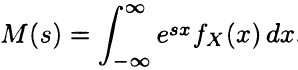 M(s) = ∫_{-∞}^{∞} e^{sx} f_X(x) dx.